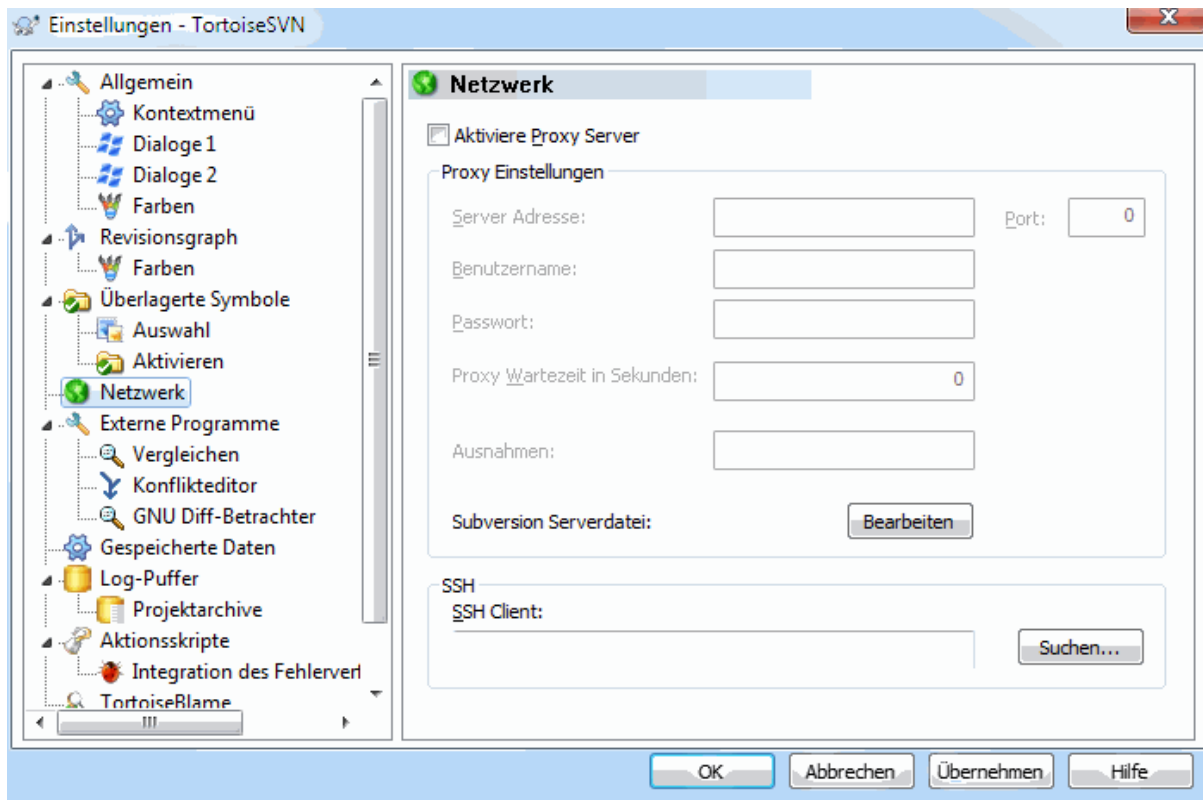 Einstellungen - TortoiseSVN
Allgemein
Kontextmenü
Dialoge 1
Dialoge 2
Farben
Revisionsgraph
Farben
Überlagerte Symbole
Auswahl
Aktivieren
Netzwerk
Externe Programme
Vergleichen
Konflikteditor
GNU Diff-Betrachter
Gespeicherte Daten
Log-Puffer
Projektarchive
Aktionsskripte
Integration des Fehlerverf
TortoiseBlame
Netzwerk
Aktiviere Proxy Server
Proxy Einstellungen
Server Adresse:
Port: 0
Benutzername:
Passwort:
Proxy Wartezeit in Sekunden: 0
Ausnahmen:
Subversion Serverdatei: Bearbeiten
SSH
SSH Client:
Suchen...
OK Abbrechen Übernehmen Hilfe